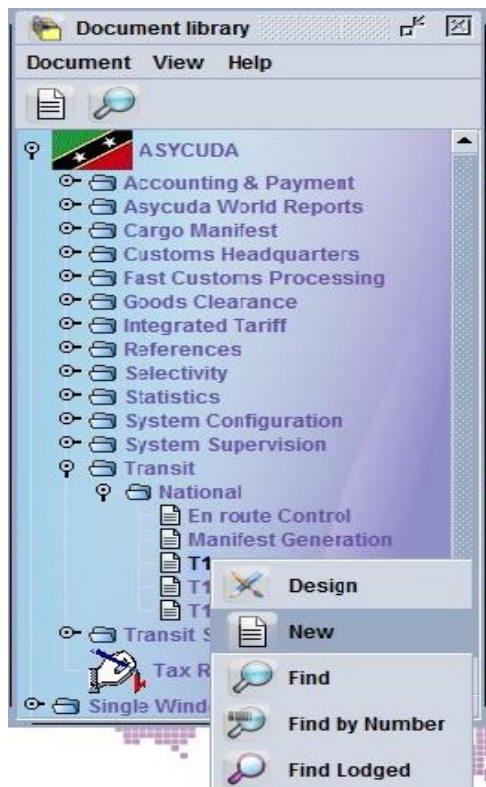 Document library
Document View Help
ASYCUDA
Accounting & Payment
Asycuda World Reports
Cargo Manifest
Customs Headquarters
Fast Customs Processing
Goods Clearance
Integrated Tariff
References
Selectivity
Statistics
System Configuration
System Supervision
Transit
National
En route Control
Manifest Generation
T1
T1
T1
Transit S
Tax R
Single Wind
Design
New
Find
Find by Number
Find Lodged